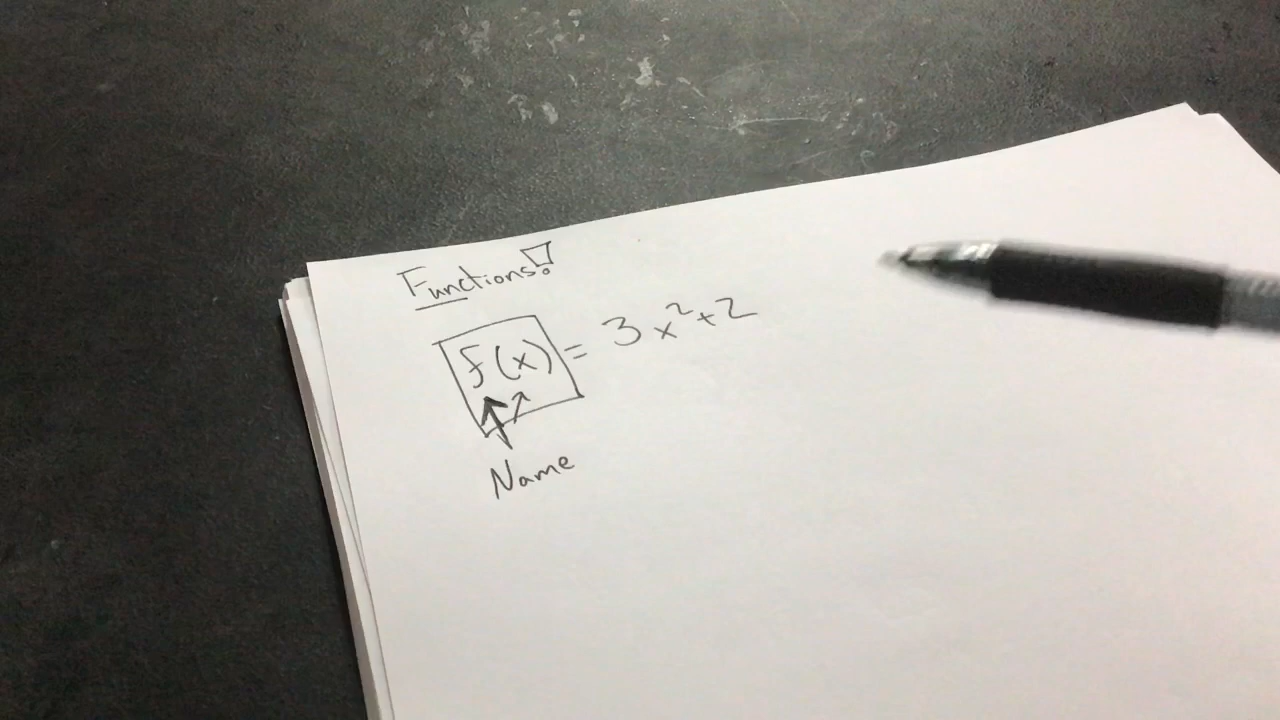 Functions!
f(x) = 3x²+2
Name